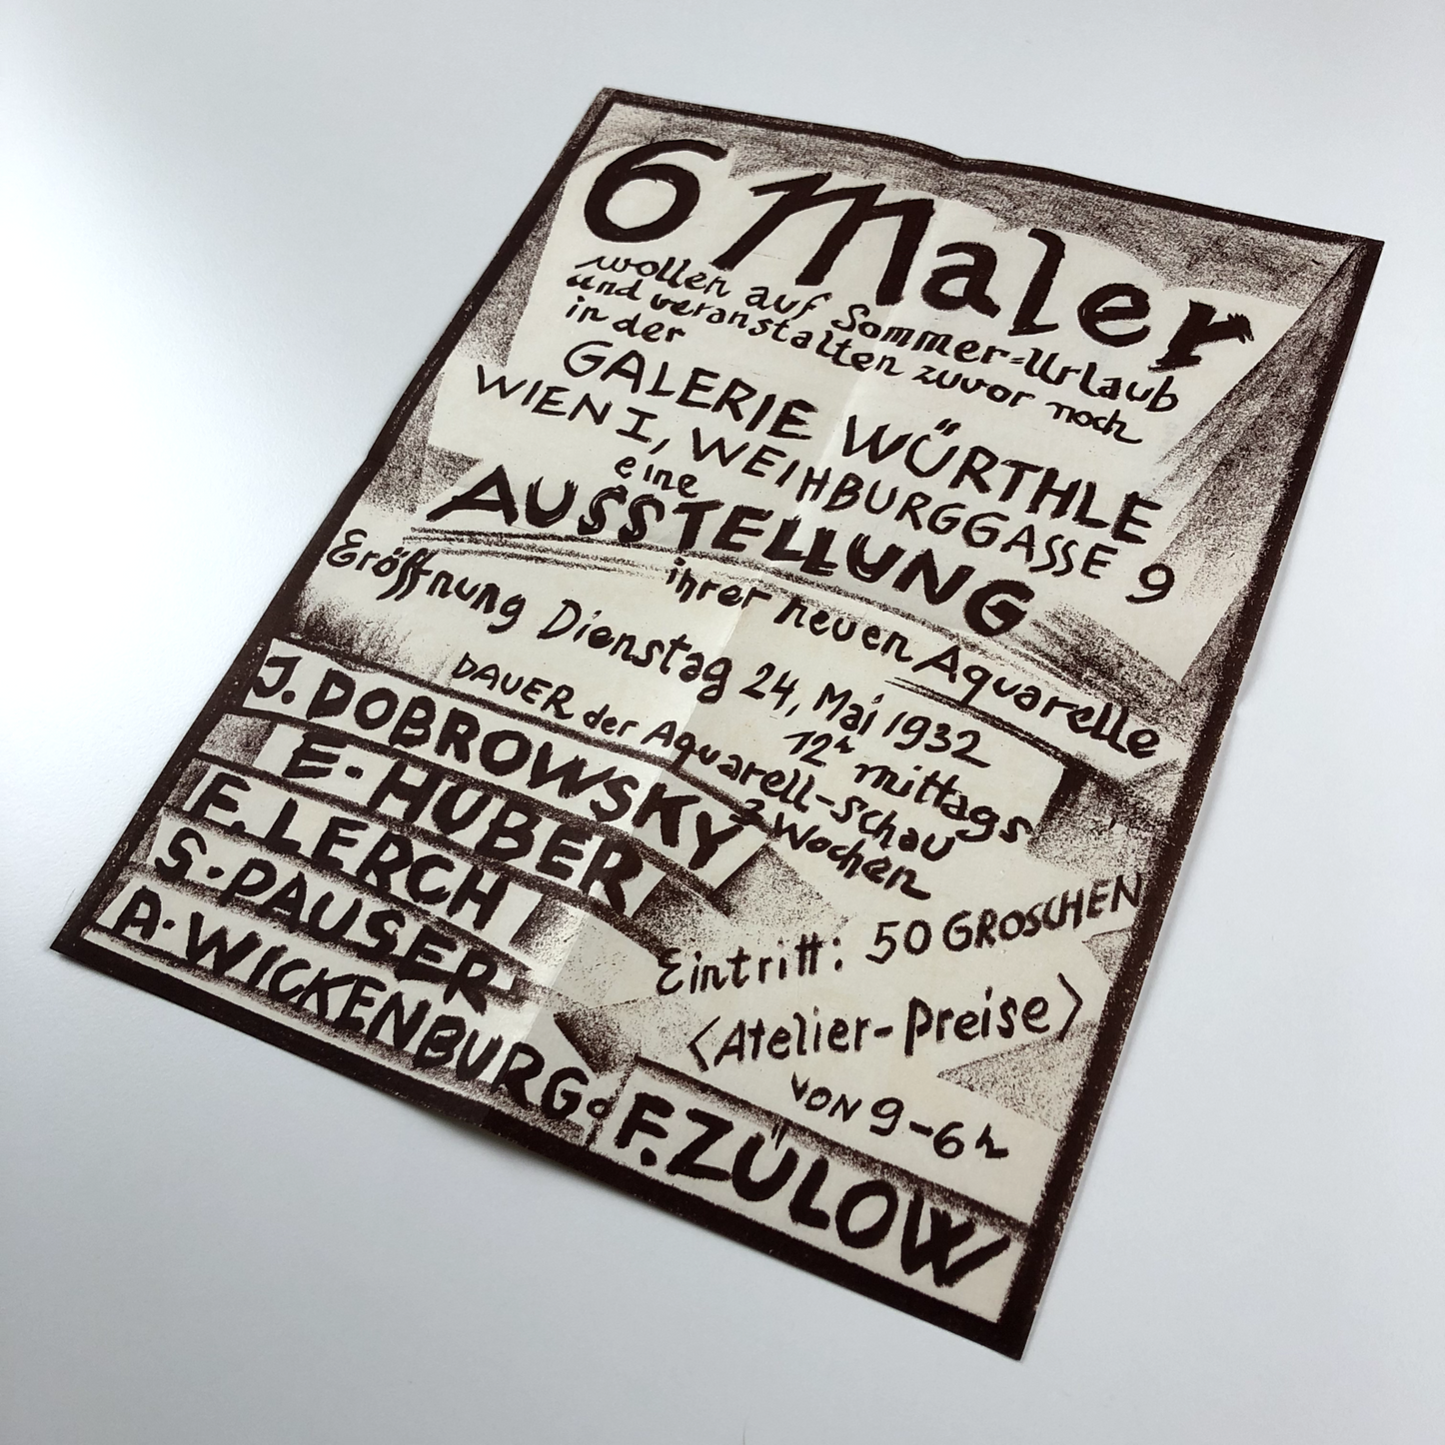 6 Maler
wollen auf Sommer=Urlaub
und veranstalten zuvor noch
in der
GALERIE WÜRTHLE
WIEN I, WEIHBURGGASSE 9
eine
AUSSTELLUNG
ihrer neuen Aquarelle
Eröffnung Dienstag 24, Mai 1932
12h mittags
DAUER der Aquarell-Schau
3 Wochen
J. DOBROWSKY
E. HUBER
F. LERCH
S. PAUSER
A. WICKENBURG
F. ZÜLOW
Eintritt: 50 GROSCHEN
〈Atelier-Preise〉
VON 9-6h